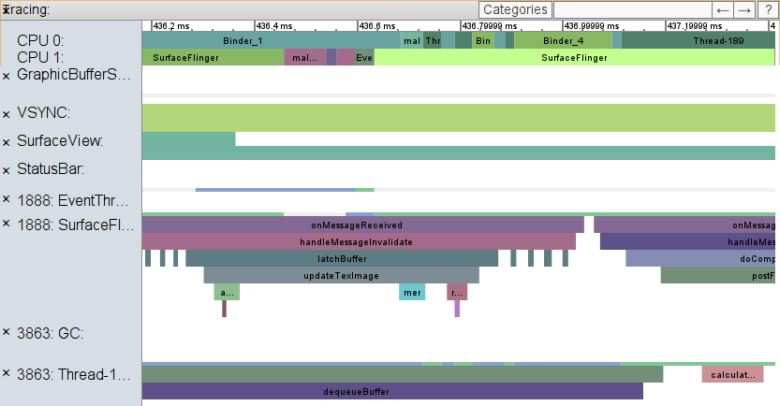 Tracing:
Categories
← → ?
436.2 ms 436.4 ms 436.6 ms 436.79999 ms 436.99999 ms 437.19999 ms 4
CPU 0: Binder_1 mal Thr Bin Binder_4 Thread-189
CPU 1: SurfaceFlinger mal... Eve SurfaceFlinger
× GraphicBufferS...
× VSYNC:
× SurfaceView:
× StatusBar:
× 1888: EventThr...
× 1888: SurfaceFl... onMessageReceived onMessag
handleMessageInvalidate handleMes
latchBuffer doComp
updateTexImage postF
a... mer r...
× 3863: GC:
× 3863: Thread-1... calculat...
dequeueBuffer